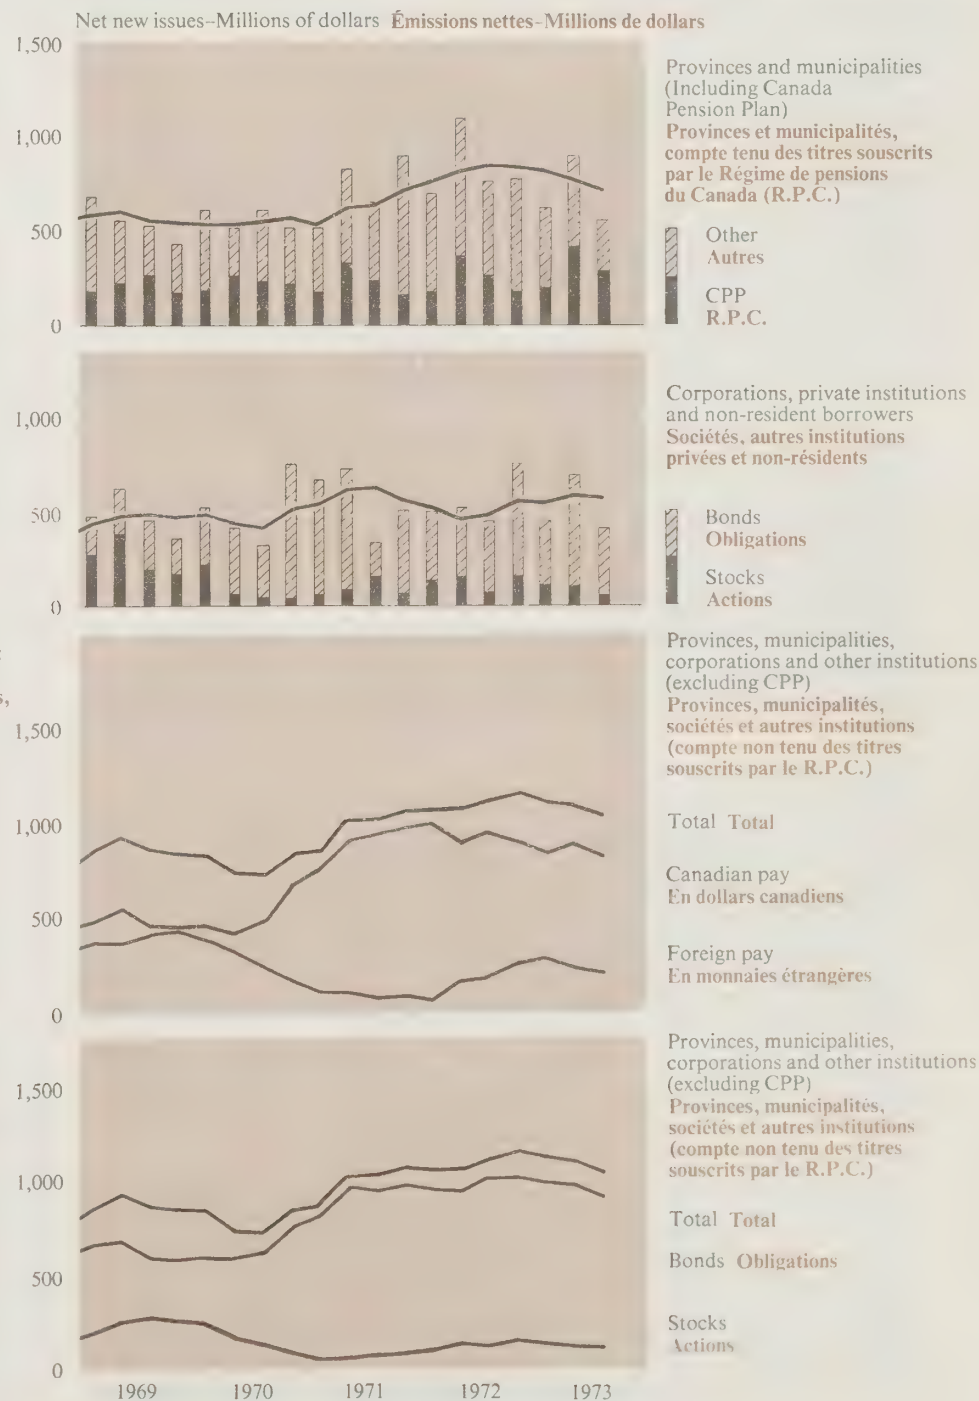 Net new issues–Millions of dollars Émissions nettes–Millions de dollars
1,500
1,000
500
0
Provinces and municipalities
(Including Canada
Pension Plan)
Provinces et municipalités,
compte tenu des titres souscrits
par le Régime de pensions
du Canada (R.P.C.)
Other
Autres
CPP
R.P.C.
1,000
500
0
Corporations, private institutions
and non-resident borrowers
Sociétés, autres institutions
privées et non-résidents
Bonds
Obligations
Stocks
Actions
1,500
1,000
500
0
Provinces, municipalities,
corporations and other institutions
(excluding CPP)
Provinces, municipalités,
sociétés et autres institutions
(compte non tenu des titres
souscrits par le R.P.C.)
Total Total
Canadian pay
En dollars canadiens
Foreign pay
En monnaies étrangères
1,500
1,000
500
0
Provinces, municipalities,
corporations and other institutions
(excluding CPP)
Provinces, municipalités,
sociétés et autres institutions
(compte non tenu des titres
souscrits par le R.P.C.)
Total Total
Bonds Obligations
Stocks
Actions
1969 1970 1971 1972 1973